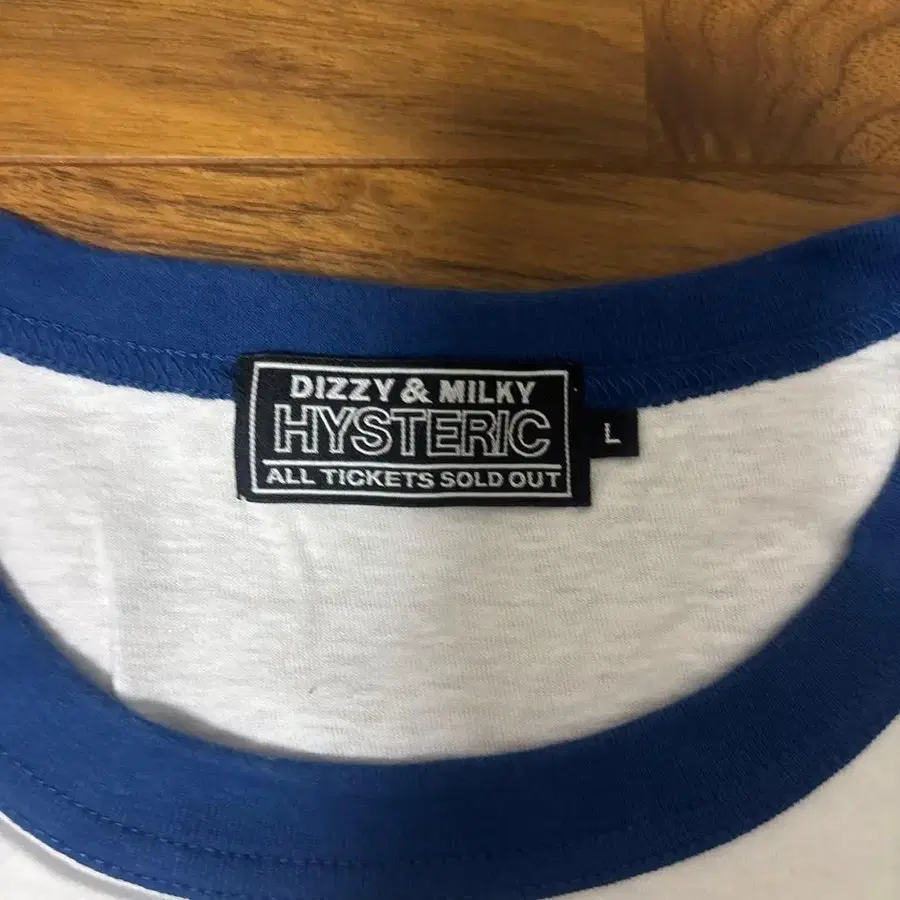 DIZZY & MILKY
HYSTERIC
ALL TICKETS SOLD OUT
L